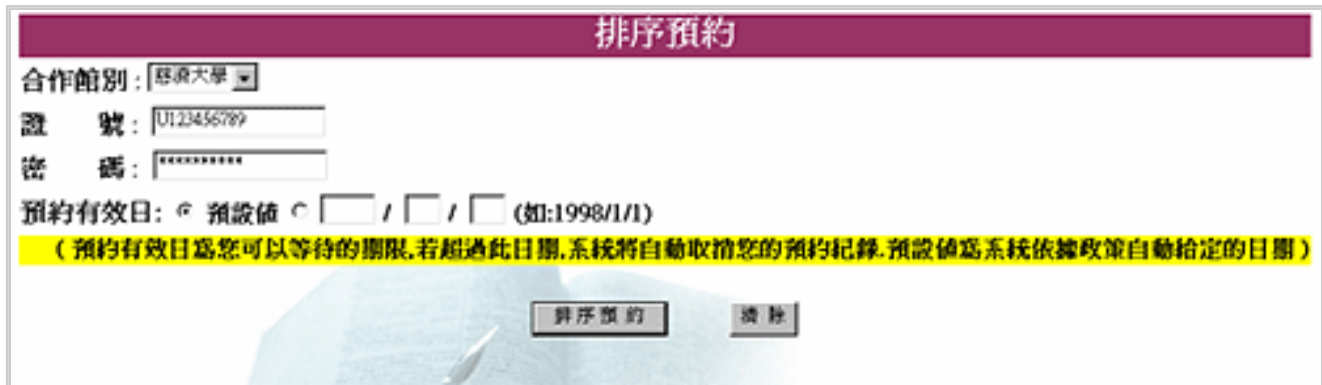 排序預約
合作館別 : 慈濟大學
證 號 : U123456789
密 碼 : **********
預約有效日: 預設值 / / (如:1998/1/1)
( 預約有效日為您可以等待的期限,若超過此日期,系統將自動取消您的預約紀錄.預設值為系統依據政策自動給定的日期 )
排 序 預 約 清 除